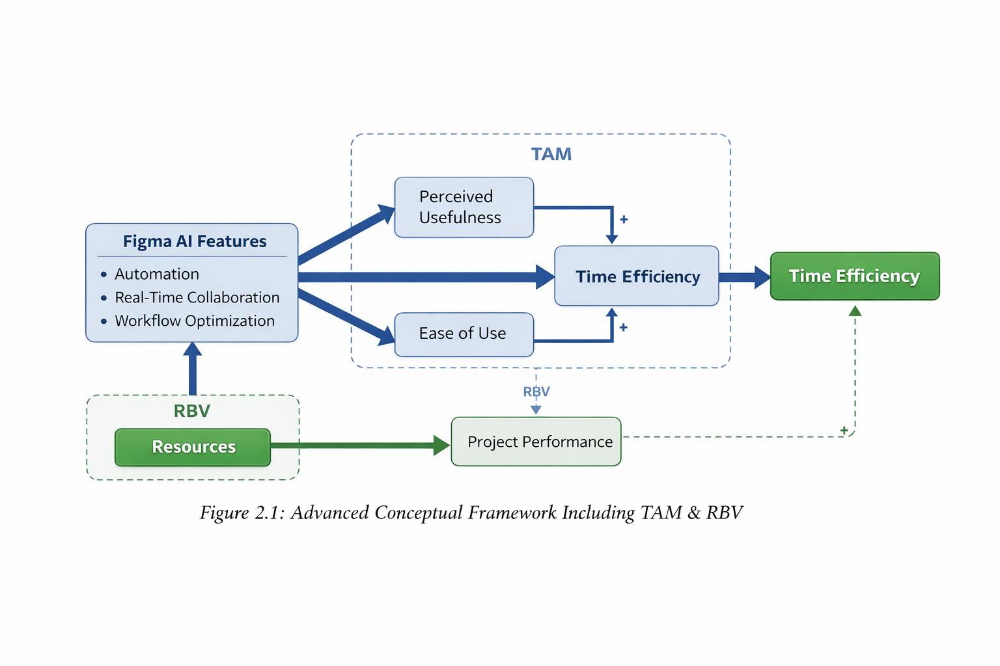 TAM
Perceived
Usefulness
+
Figma AI Features
• Automation
• Real-Time Collaboration
• Workflow Optimization
Time Efficiency
Time Efficiency
Ease of Use
+
RBV
RBV
Resources
Project Performance
+
Figure 2.1: Advanced Conceptual Framework Including TAM & RBV